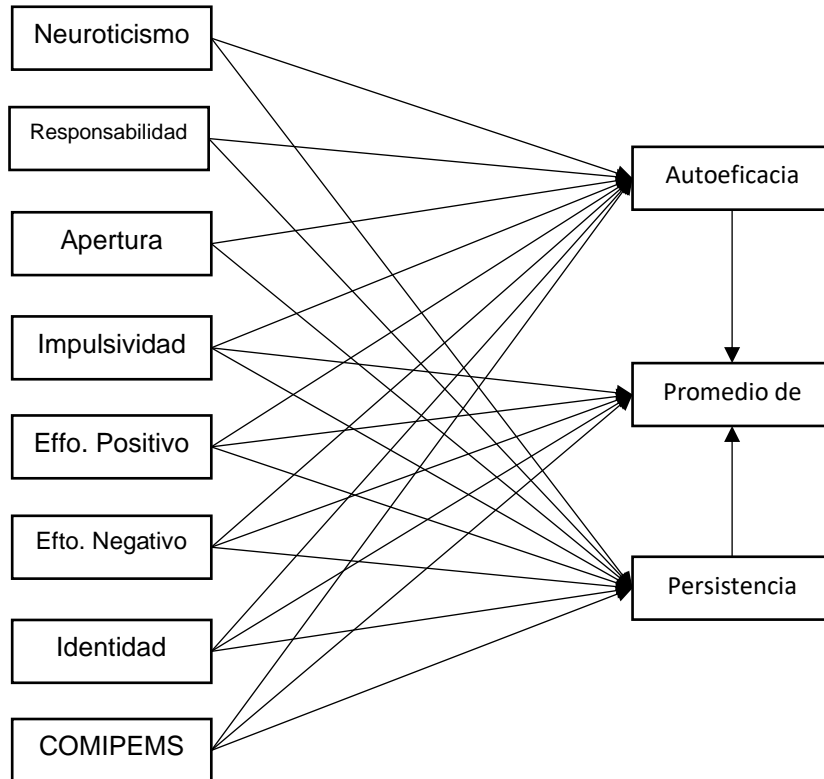 Neuroticismo
Responsabilidad
Apertura
Impulsividad
Effo. Positivo
Efto. Negativo
Identidad
COMIPEMS
Autoeficacia
Promedio de
Persistencia